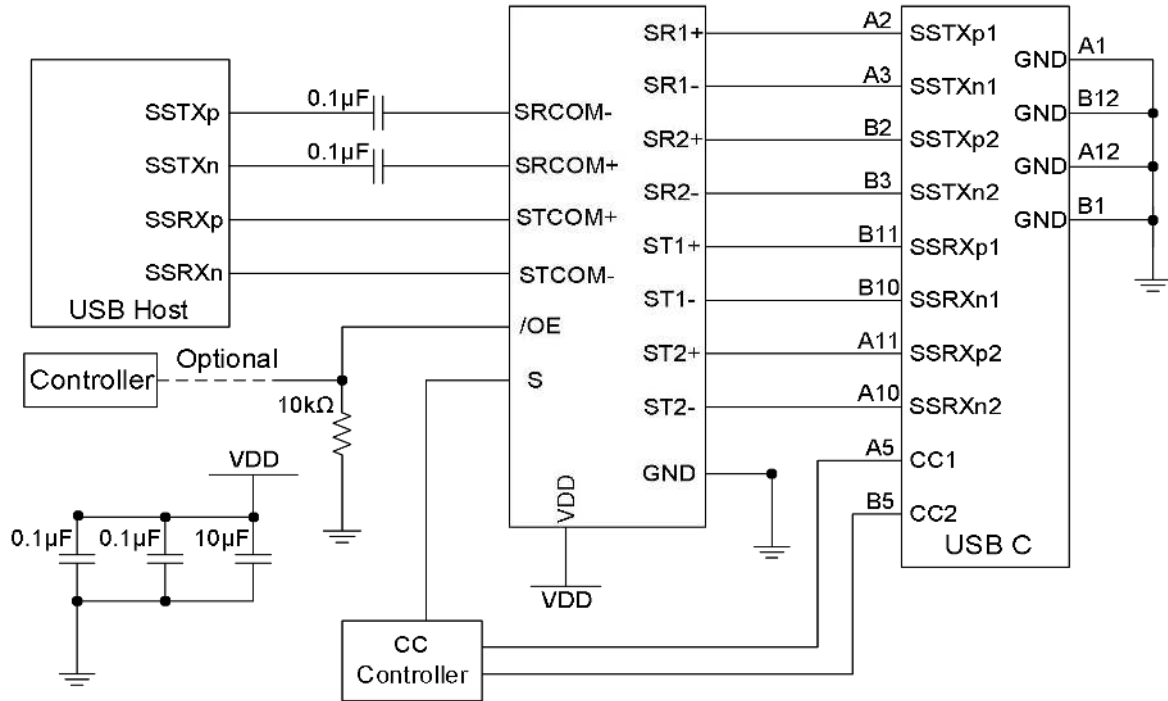 SSTXp
SSTXn
SSRXp
SSRXn
USB Host
0.1µF
0.1µF
Controller
Optional
10kΩ
VDD
0.1µF
0.1µF
10µF
SRCOM-
SRCOM+
STCOM+
STCOM-
/OE
S
SR1+
SR1-
SR2+
SR2-
ST1+
ST1-
ST2+
ST2-
GND
VDD
VDD
CC
Controller
A2
A3
B2
B3
B11
B10
A11
A10
A5
B5
SSTXp1
SSTXn1
SSTXp2
SSTXn2
SSRXp1
SSRXn1
SSRXp2
SSRXn2
CC1
CC2
USB C
GND
GND
GND
GND
A1
B12
A12
B1